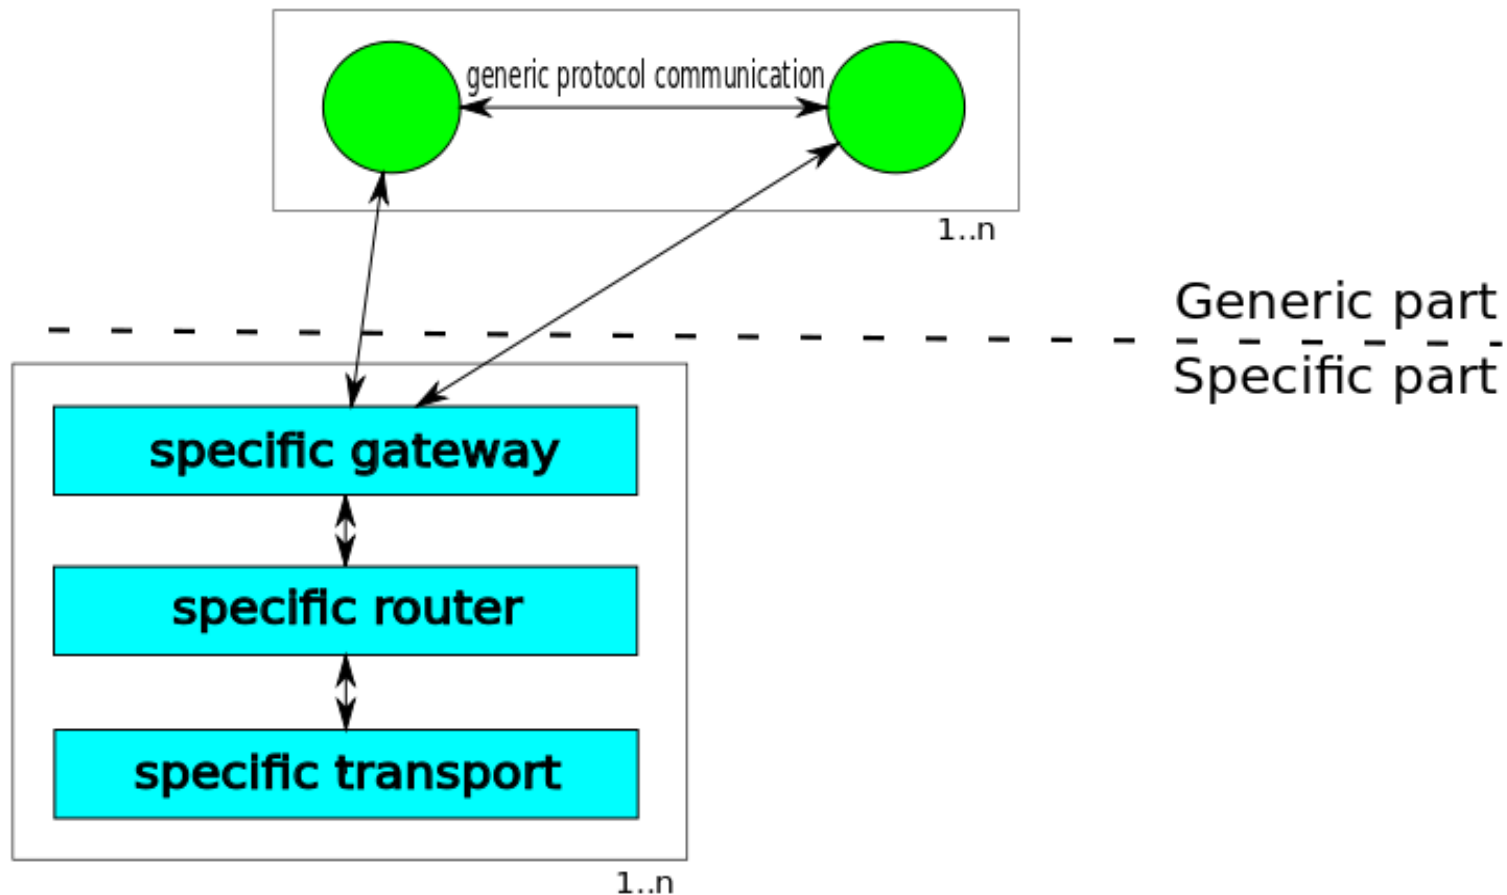 generic protocol communication
1..n
Generic part
Specific part
specific gateway
specific router
specific transport
1..n